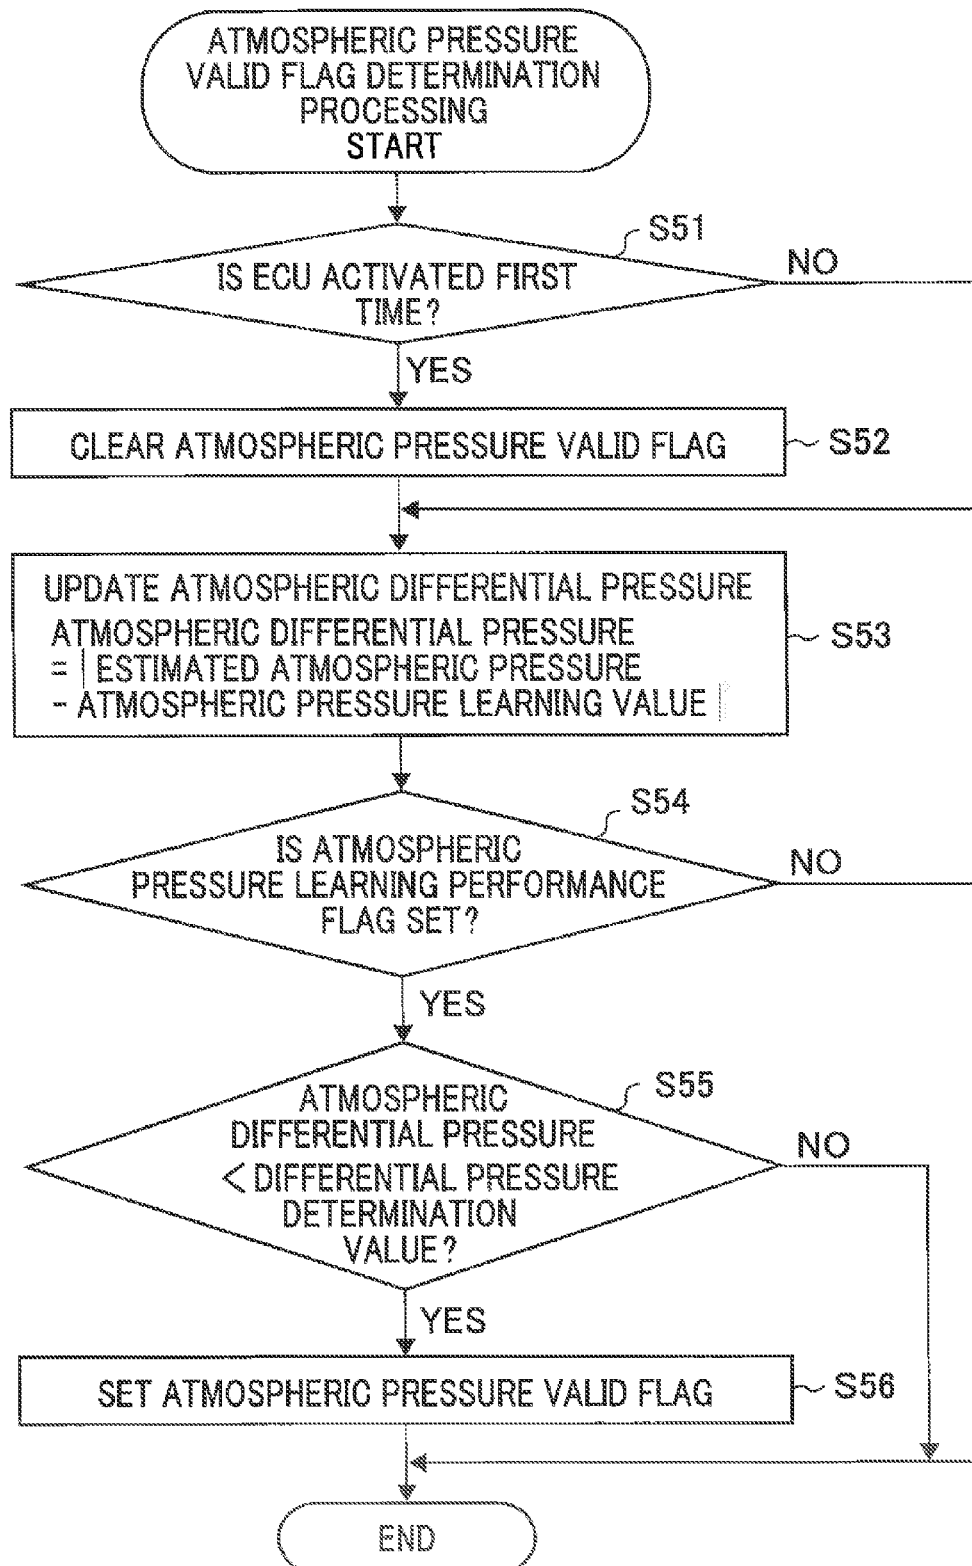 ATMOSPHERIC PRESSURE
VALID FLAG DETERMINATION
PROCESSING
START
S51
NO
IS ECU ACTIVATED FIRST
TIME?
YES
CLEAR ATMOSPHERIC PRESSURE VALID FLAG
S52
UPDATE ATMOSPHERIC DIFFERENTIAL PRESSURE
ATMOSPHERIC DIFFERENTIAL PRESSURE
= | ESTIMATED ATMOSPHERIC PRESSURE
- ATMOSPHERIC PRESSURE LEARNING VALUE |
S53
S54
IS ATMOSPHERIC
PRESSURE LEARNING PERFORMANCE
FLAG SET?
NO
YES
S55
ATMOSPHERIC
DIFFERENTIAL PRESSURE
< DIFFERENTIAL PRESSURE
DETERMINATION
VALUE?
NO
YES
SET ATMOSPHERIC PRESSURE VALID FLAG
S56
END